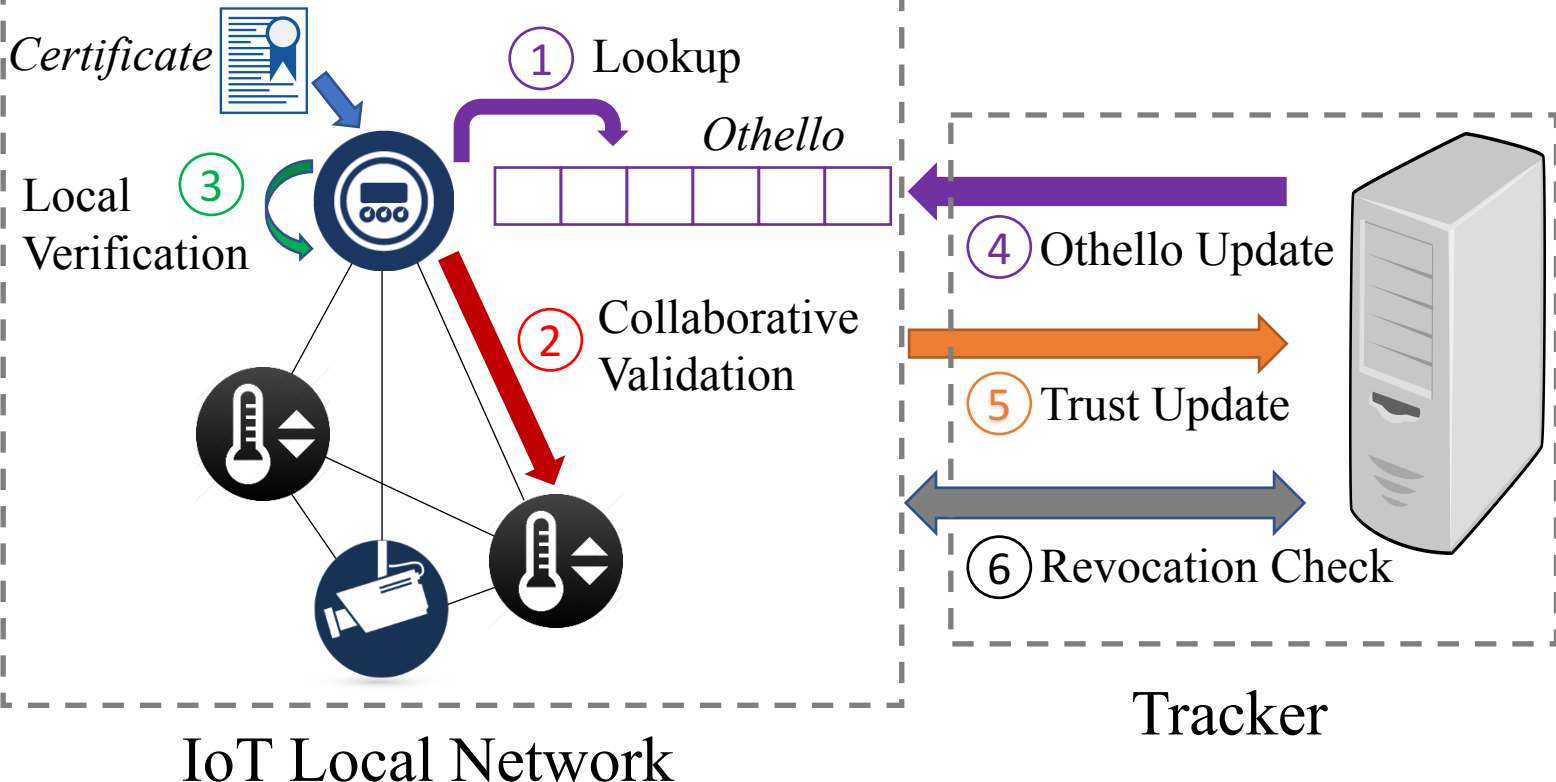 Certificate
1 Lookup
Othello
3
Local
Verification
4 Othello Update
2 Collaborative
Validation
5 Trust Update
6 Revocation Check
Tracker
IoT Local Network